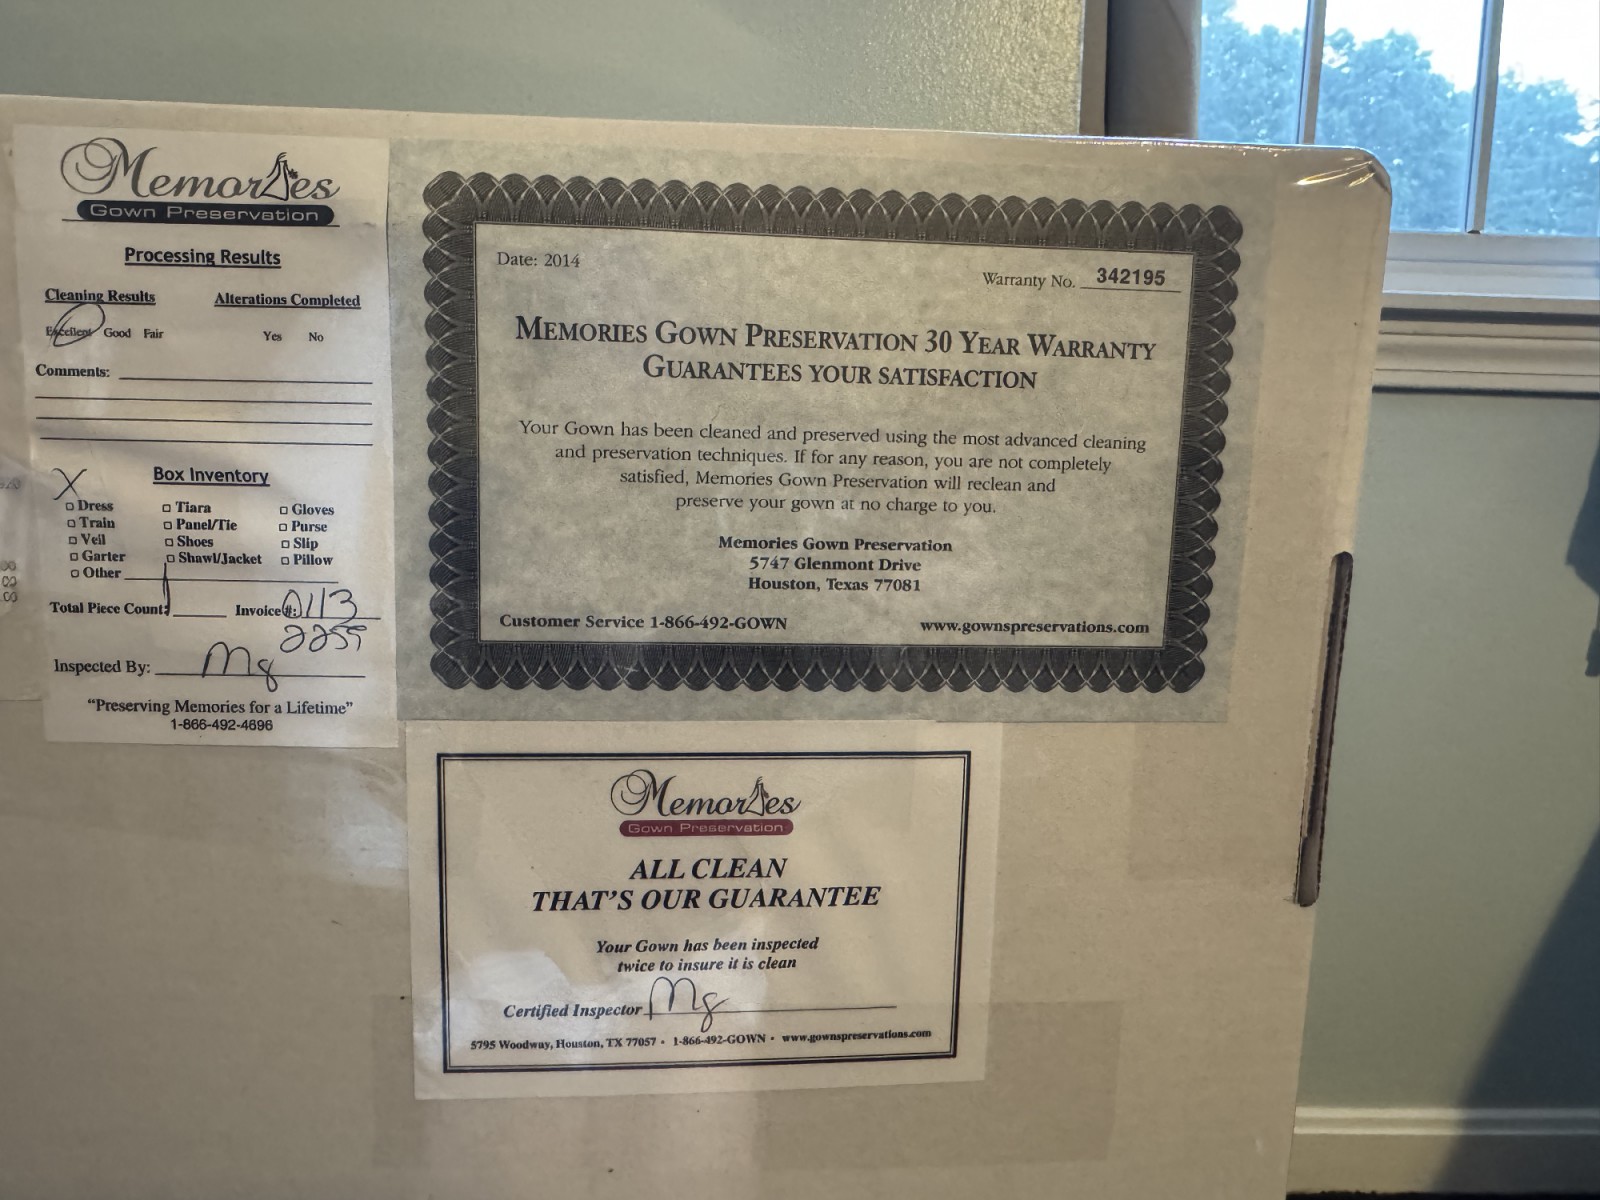 Memories
Gown Preservation
Processing Results
Cleaning Results Alterations Completed
Excellent Good Fair Yes No
Comments:
Box Inventory
X
Dress Tiara Gloves
Train Panel/Tie Purse
Veil Shoes Slip
Garter Shawl/Jacket Pillow
Other
Total Piece Count: 1 Invoice#: 0113
2259
Inspected By: Mg
"Preserving Memories for a Lifetime"
1-866-492-4696
Date: 2014
Warranty No. 342195
MEMORIES GOWN PRESERVATION 30 YEAR WARRANTY
GUARANTEES YOUR SATISFACTION
Your Gown has been cleaned and preserved using the most advanced cleaning
and preservation techniques. If for any reason, you are not completely
satisfied, Memories Gown Preservation will reclean and
preserve your gown at no charge to you.
Memories Gown Preservation
5747 Glenmont Drive
Houston, Texas 77081
Customer Service 1-866-492-GOWN www.gownspreservations.com
Memories
Gown Preservation
ALL CLEAN
THAT'S OUR GUARANTEE
Your Gown has been inspected
twice to insure it is clean
Certified Inspector Mg
5795 Woodway, Houston, TX 77057 • 1-866-492-GOWN • www.gownspreservations.com